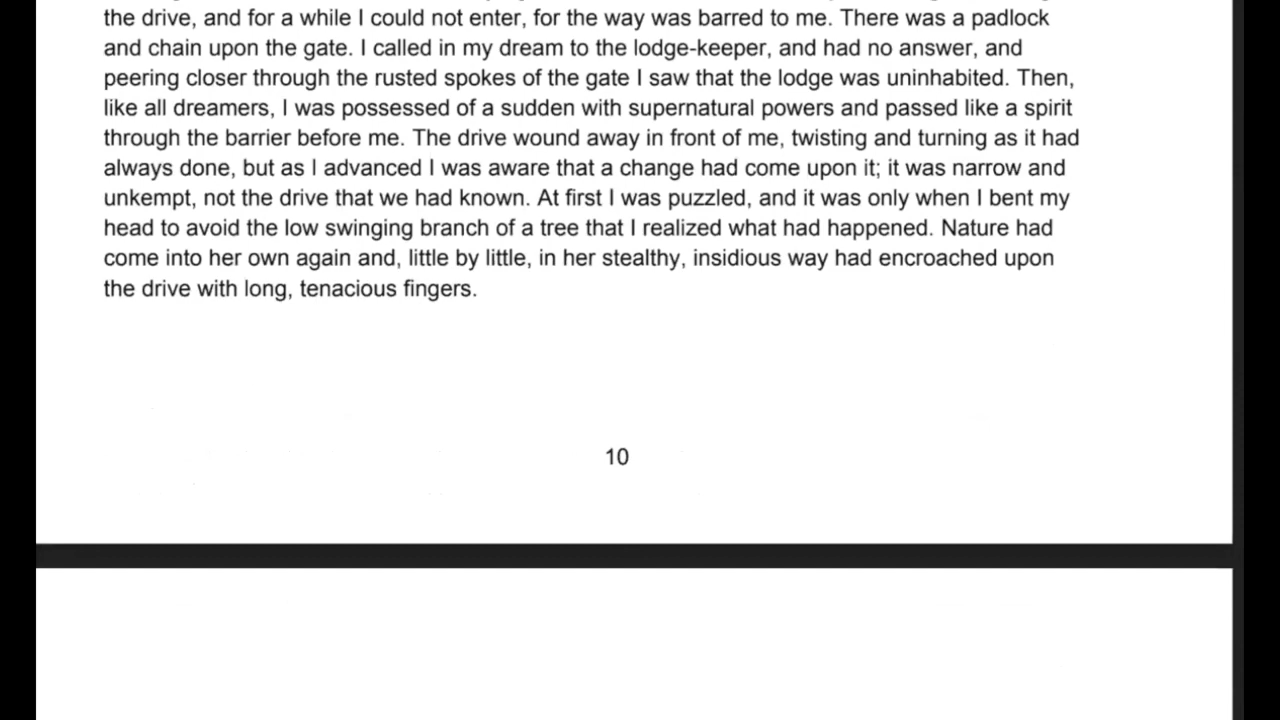 the drive, and for a while I could not enter, for the way was barred to me. There was a padlock
and chain upon the gate. I called in my dream to the lodge-keeper, and had no answer, and
peering closer through the rusted spokes of the gate I saw that the lodge was uninhabited. Then,
like all dreamers, I was possessed of a sudden with supernatural powers and passed like a spirit
through the barrier before me. The drive wound away in front of me, twisting and turning as it had
always done, but as I advanced I was aware that a change had come upon it; it was narrow and
unkempt, not the drive that we had known. At first I was puzzled, and it was only when I bent my
head to avoid the low swinging branch of a tree that I realized what had happened. Nature had
come into her own again and, little by little, in her stealthy, insidious way had encroached upon
the drive with long, tenacious fingers.
10